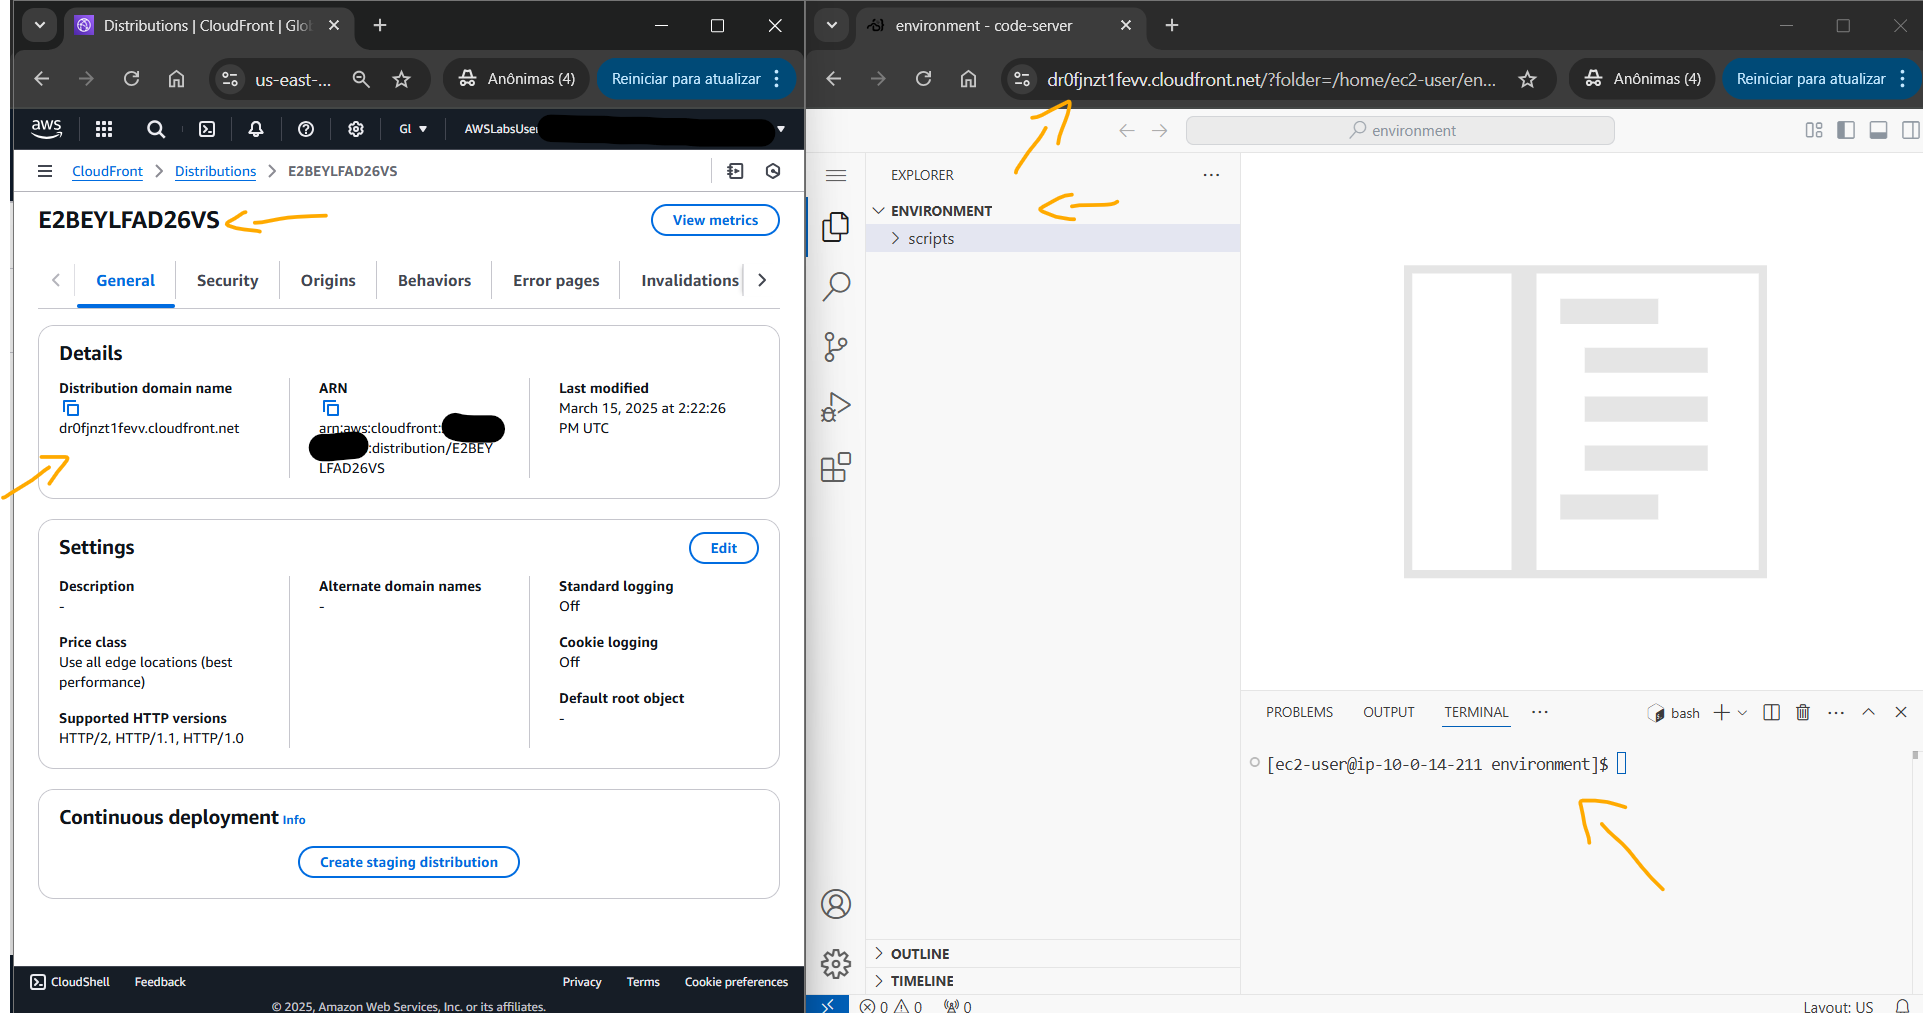 Distributions | CloudFront | Glo
us-east-...
Anônimas (4)
Reiniciar para atualizar
aws
Gl
AWSLabsUser
CloudFront
Distributions
E2BEYLFAD26VS
E2BEYLFAD26VS
View metrics
General
Security
Origins
Behaviors
Error pages
Invalidations
Details
Distribution domain name
dr0fjnzt1fevv.cloudfront.net
ARN
arn:aws:cloudfront:
:distribution/E2BEY
LFAD26VS
Last modified
March 15, 2025 at 2:22:26
PM UTC
Settings
Edit
Description
-
Price class
Use all edge locations (best
performance)
Supported HTTP versions
HTTP/2, HTTP/1.1, HTTP/1.0
Alternate domain names
-
Standard logging
Off
Cookie logging
Off
Default root object
-
Continuous deployment Info
Create staging distribution
CloudShell
Feedback
Privacy
Terms
Cookie preferences
© 2025, Amazon Web Services, Inc. or its affiliates.
environment - code-server
dr0fjnzt1fevv.cloudfront.net/?folder=/home/ec2-user/en...
Anônimas (4)
Reiniciar para atualizar
environment
EXPLORER
ENVIRONMENT
scripts
OUTLINE
TIMELINE
PROBLEMS
OUTPUT
TERMINAL
bash
[ec2-user@ip-10-0-14-211 environment]$
0
0
0
Layout: US